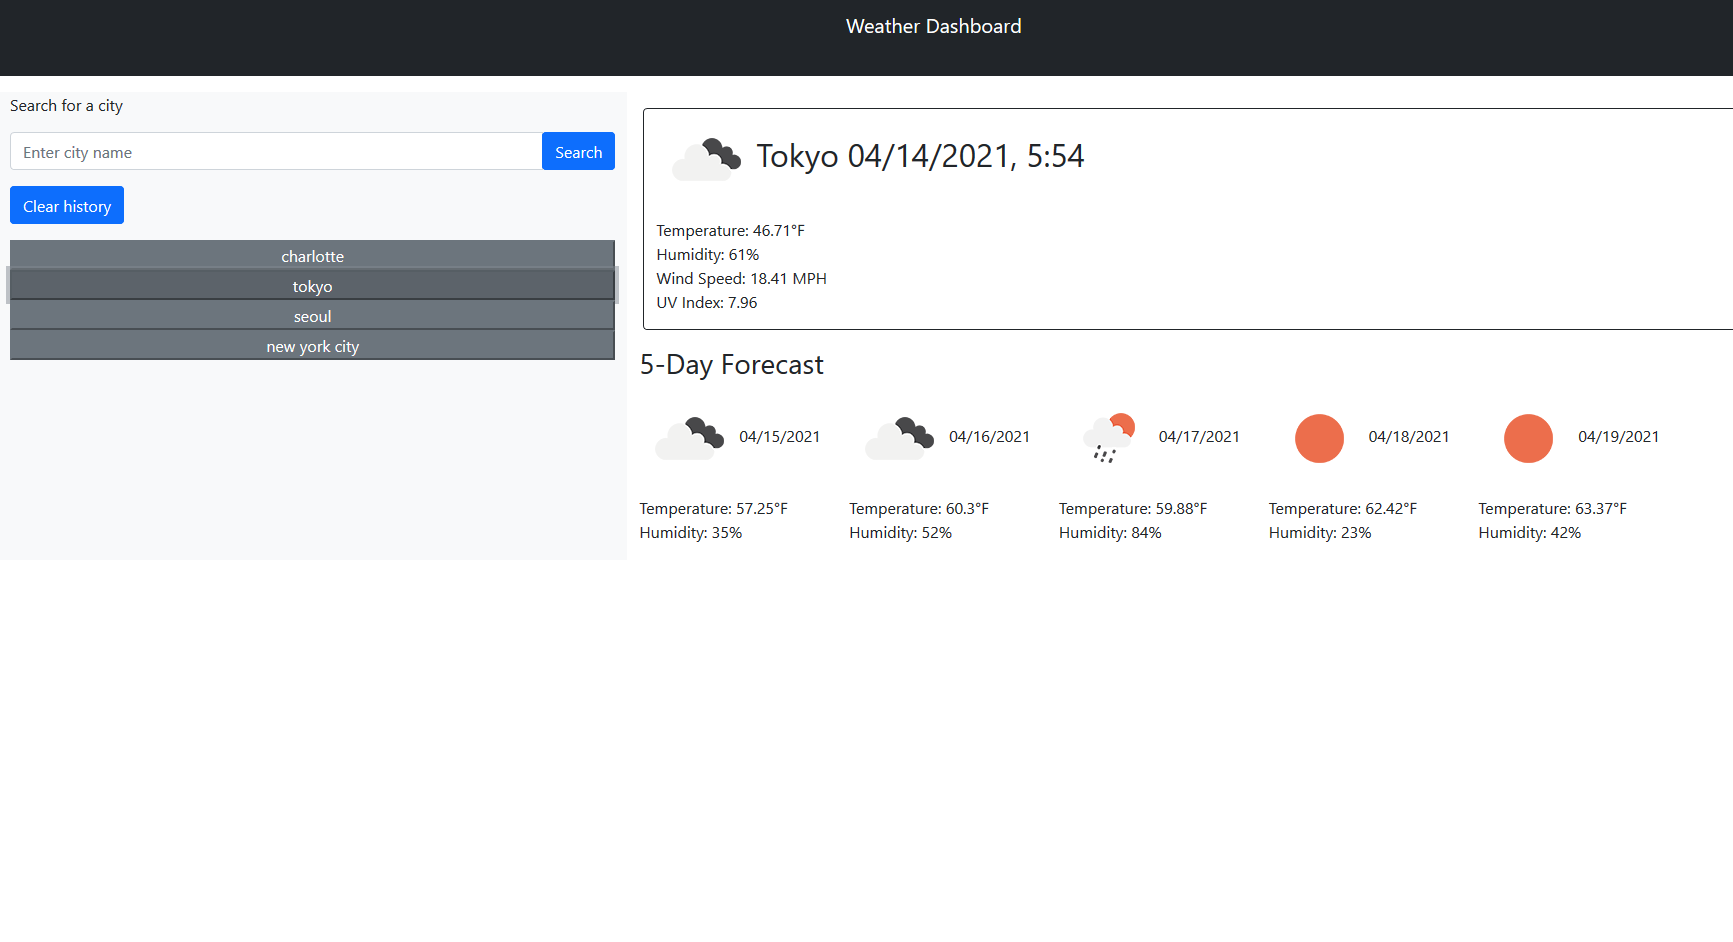 Weather Dashboard
Search for a city
Enter city name
Search
Clear history
charlotte
tokyo
seoul
new york city
Tokyo 04/14/2021, 5:54
Temperature: 46.71°F
Humidity: 61%
Wind Speed: 18.41 MPH
UV Index: 7.96
5-Day Forecast
04/15/2021
Temperature: 57.25°F
Humidity: 35%
04/16/2021
Temperature: 60.3°F
Humidity: 52%
04/17/2021
Temperature: 59.88°F
Humidity: 84%
04/18/2021
Temperature: 62.42°F
Humidity: 23%
04/19/2021
Temperature: 63.37°F
Humidity: 42%